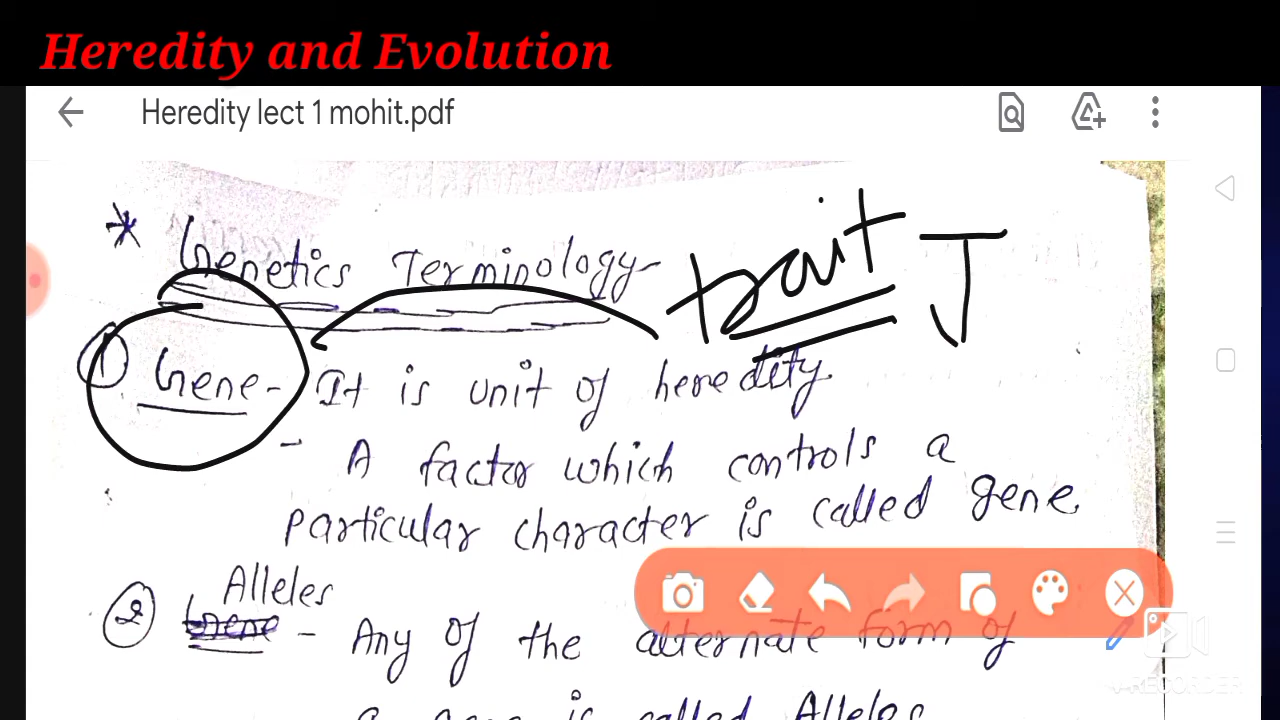 Heredity and Evolution
Heredity lect 1 mohit.pdf
* Genetics Terminology-
trait J
① Gene - It is unit of heredity.
- A factor which controls a
particular character is called gene.
Alleles
② Gene - Any of the alternate form of
a gene is called Alleles
V-RECORDER